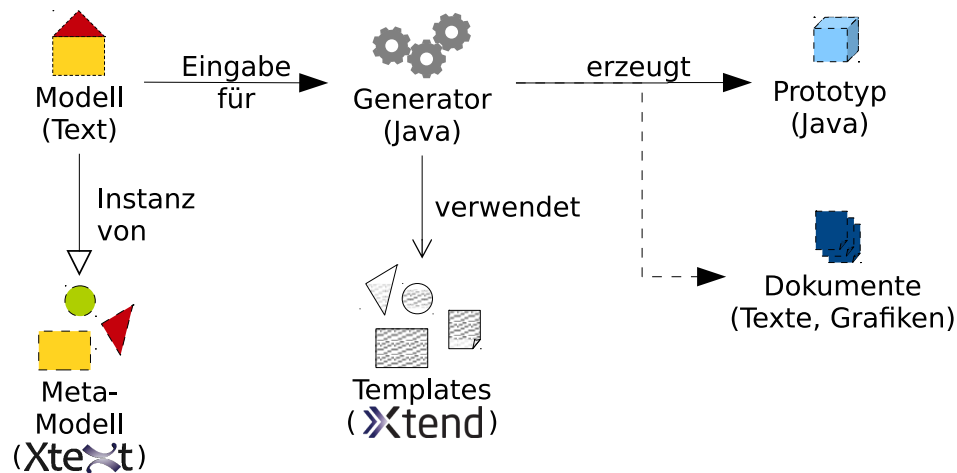 Modell
(Text)
Eingabe
für
Generator
(Java)
erzeugt
Prototyp
(Java)
Instanz
von
verwendet
Dokumente
(Texte, Grafiken)
Meta-
Modell
(Xtext)
Templates
(Xtend)